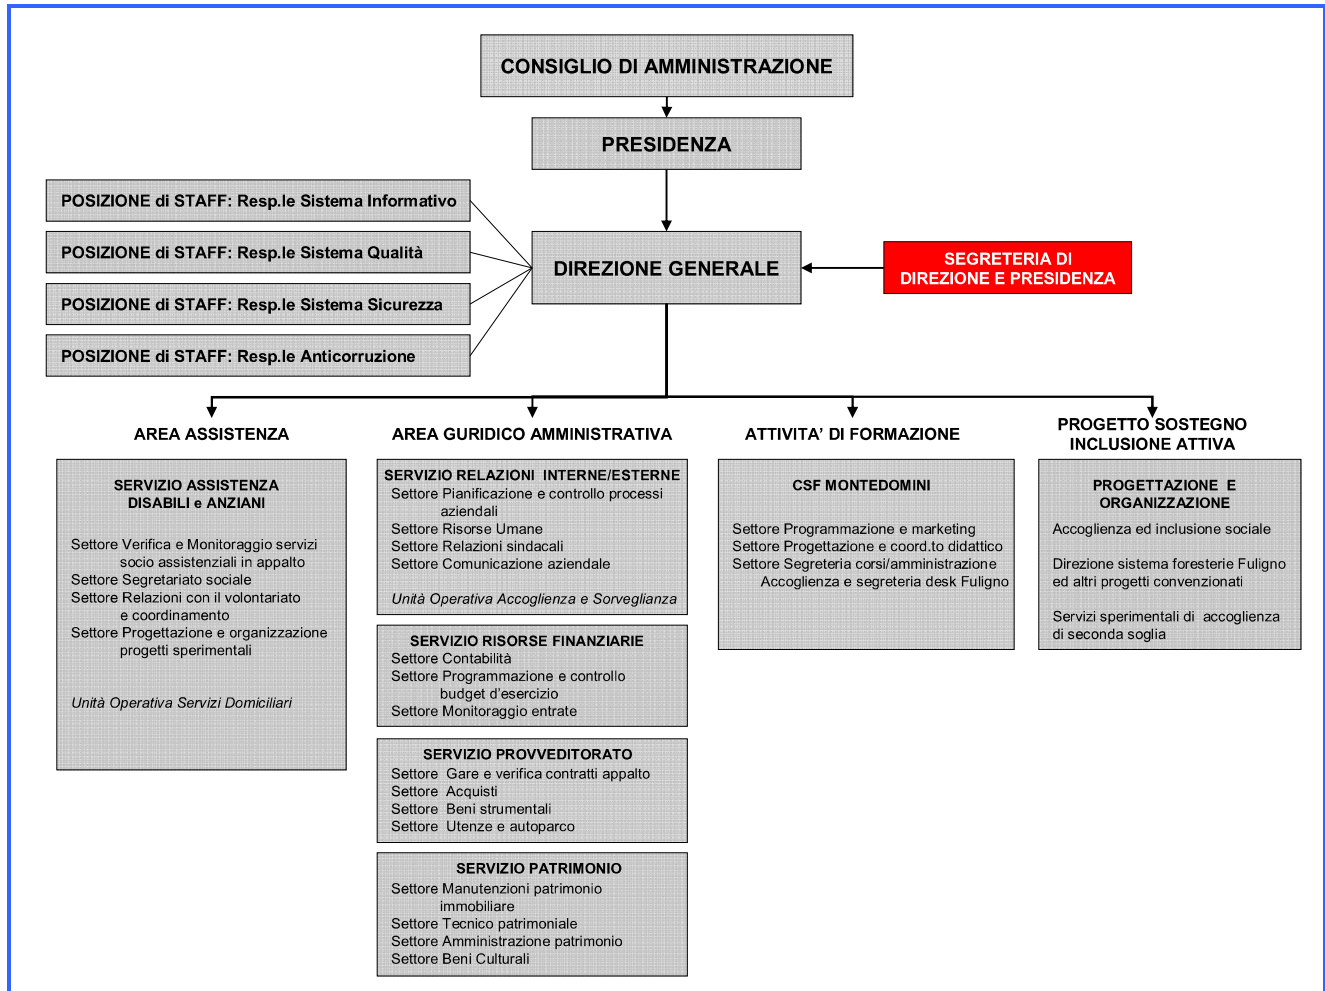 CONSIGLIO DI AMMINISTRAZIONE
PRESIDENZA
POSIZIONE di STAFF: Resp.le Sistema Informativo
POSIZIONE di STAFF: Resp.le Sistema Qualità
POSIZIONE di STAFF: Resp.le Sistema Sicurezza
POSIZIONE di STAFF: Resp.le Anticorruzione
DIREZIONE GENERALE
SEGRETERIA DI
DIREZIONE E PRESIDENZA
AREA ASSISTENZA
SERVIZIO ASSISTENZA
DISABILI e ANZIANI
Settore Verifica e Monitoraggio servizi
socio assistenziali in appalto
Settore Segretariato sociale
Settore Relazioni con il volontariato
e coordinamento
Settore Progettazione e organizzazione
progetti sperimentali
Unità Operativa Servizi Domiciliari
AREA GURIDICO AMMINISTRATIVA
SERVIZIO RELAZIONI INTERNE/ESTERNE
Settore Pianificazione e controllo processi
aziendali
Settore Risorse Umane
Settore Relazioni sindacali
Settore Comunicazione aziendale
Unità Operativa Accoglienza e Sorveglianza
SERVIZIO RISORSE FINANZIARIE
Settore Contabilità
Settore Programmazione e controllo
budget d'esercizio
Settore Monitoraggio entrate
SERVIZIO PROVVEDITORATO
Settore Gare e verifica contratti appalto
Settore Acquisti
Settore Beni strumentali
Settore Utenze e autoparco
SERVIZIO PATRIMONIO
Settore Manutenzioni patrimonio
immobiliare
Settore Tecnico patrimoniale
Settore Amministrazione patrimonio
Settore Beni Culturali
ATTIVITA' DI FORMAZIONE
CSF MONTEDOMINI
Settore Programmazione e marketing
Settore Progettazione e coord.to didattico
Settore Segreteria corsi/amministrazione
Accoglienza e segreteria desk Fuligno
PROGETTO SOSTEGNO
INCLUSIONE ATTIVA
PROGETTAZIONE E
ORGANIZZAZIONE
Accoglienza ed inclusione sociale
Direzione sistema foresterie Fuligno
ed altri progetti convenzionati
Servizi sperimentali di accoglienza
di seconda soglia